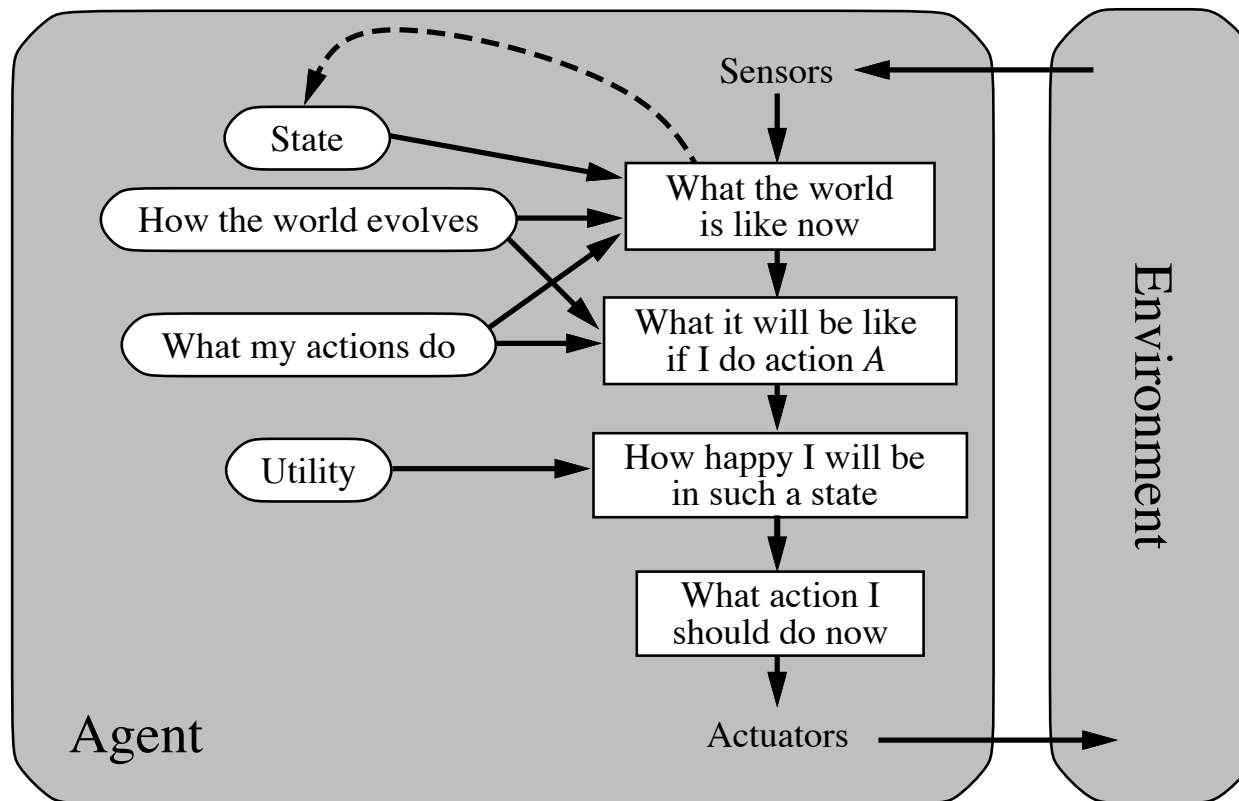 Sensors
State
What the world
is like now
How the world evolves
What it will be like
if I do action A
What my actions do
How happy I will be
in such a state
Utility
What action I
should do now
Agent
Actuators
Environment